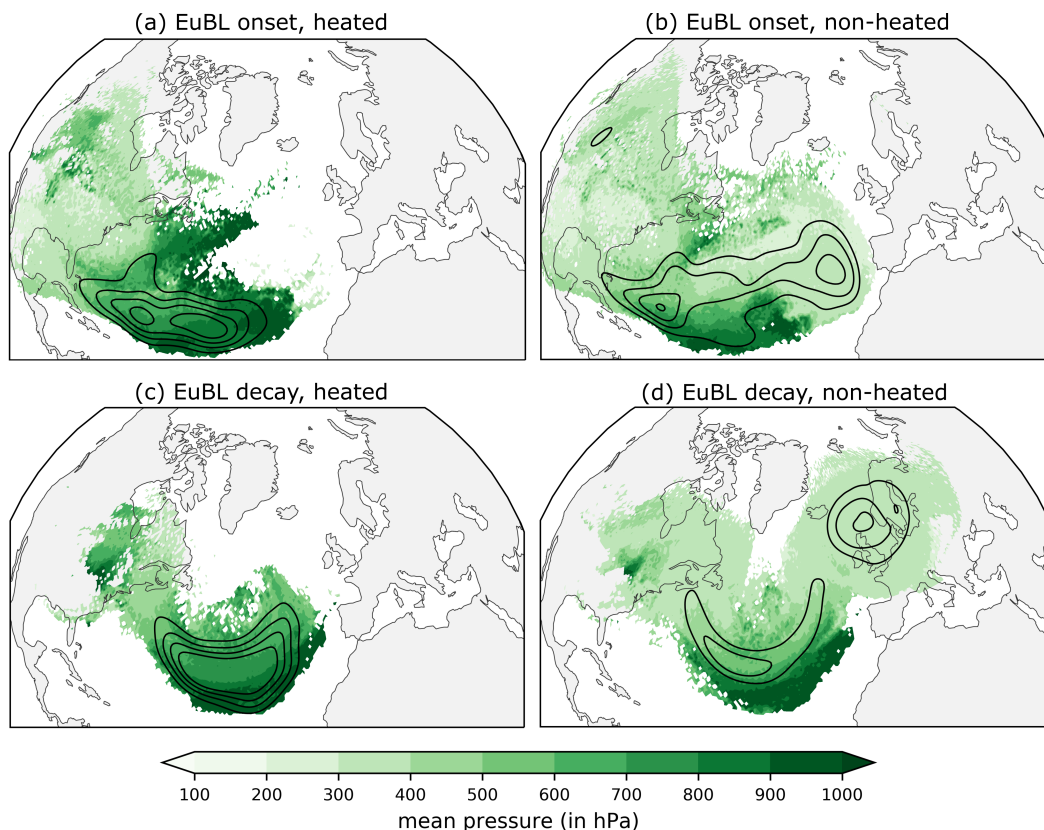 (a) EuBL onset, heated
(b) EuBL onset, non-heated
(c) EuBL decay, heated
(d) EuBL decay, non-heated
100 200 300 400 500 600 700 800 900 1000
mean pressure (in hPa)